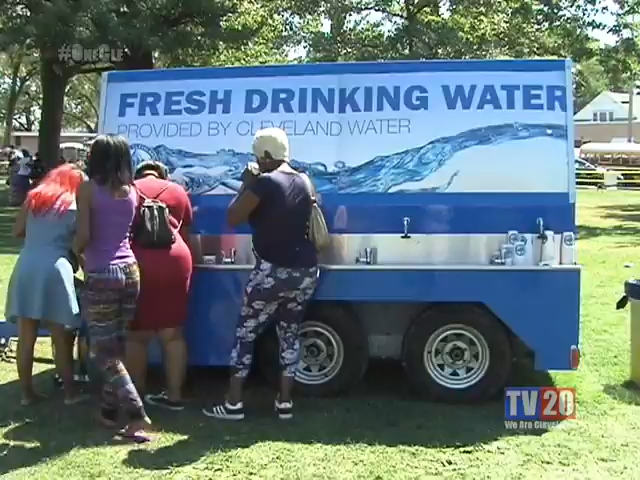 #ONECLE
FRESH DRINKING WATER
PROVIDED BY CLEVELAND WATER
TV20
We Are Cleveland